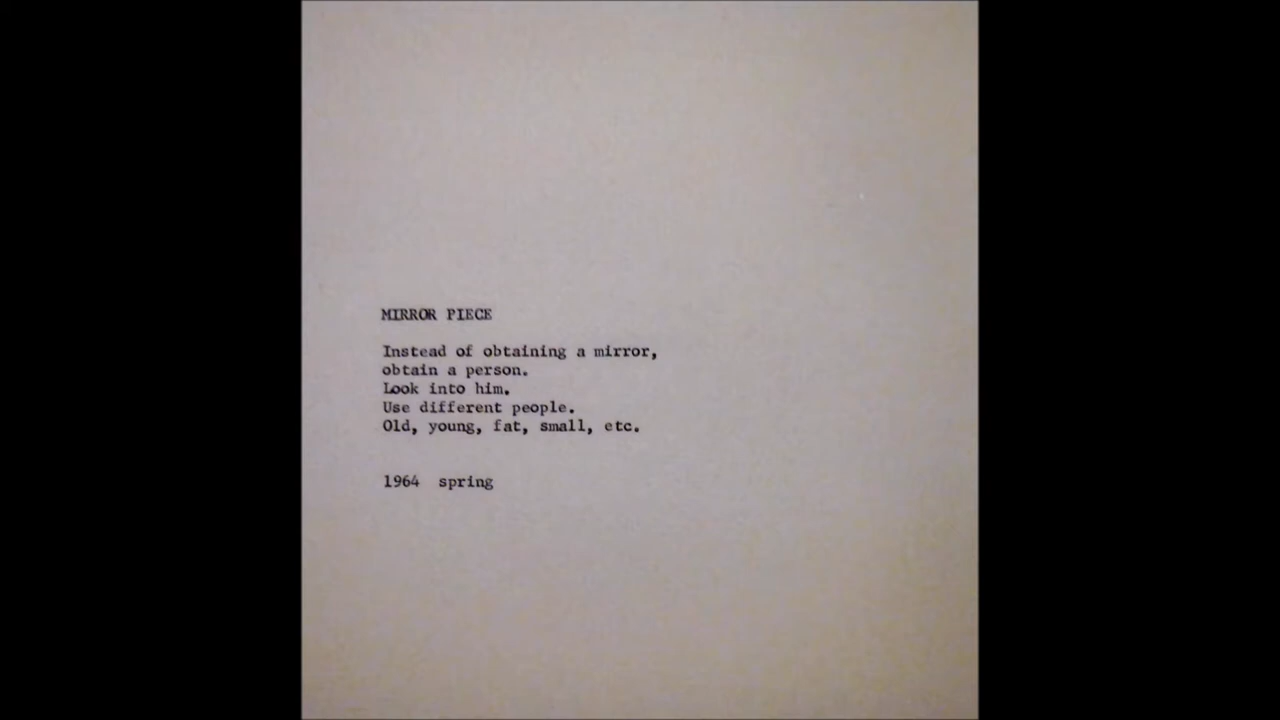 MIRROR PIECE
Instead of obtaining a mirror,
obtain a person.
Look into him.
Use different people.
Old, young, fat, small, etc.
1964 spring